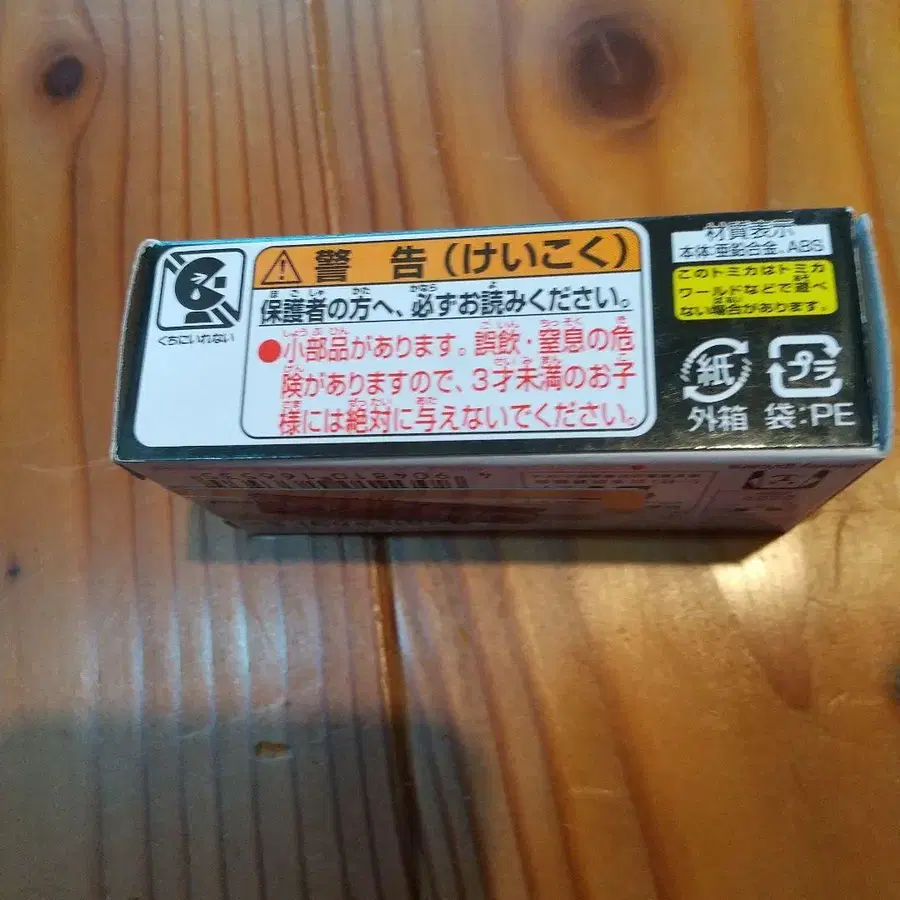 くちにいれない
警告(けいこく)
保護者の方へ、必ずお読みください。
●小部品があります。誤飲・窒息の危
険がありますので、3才未満のお子
様には絶対に与えないでください。
材質表示
本体:亜鉛合金、ABS
このトミカはトミカ
ワールドなどで遊べ
ない場合があります。
紙
外箱
プラ
袋:PE